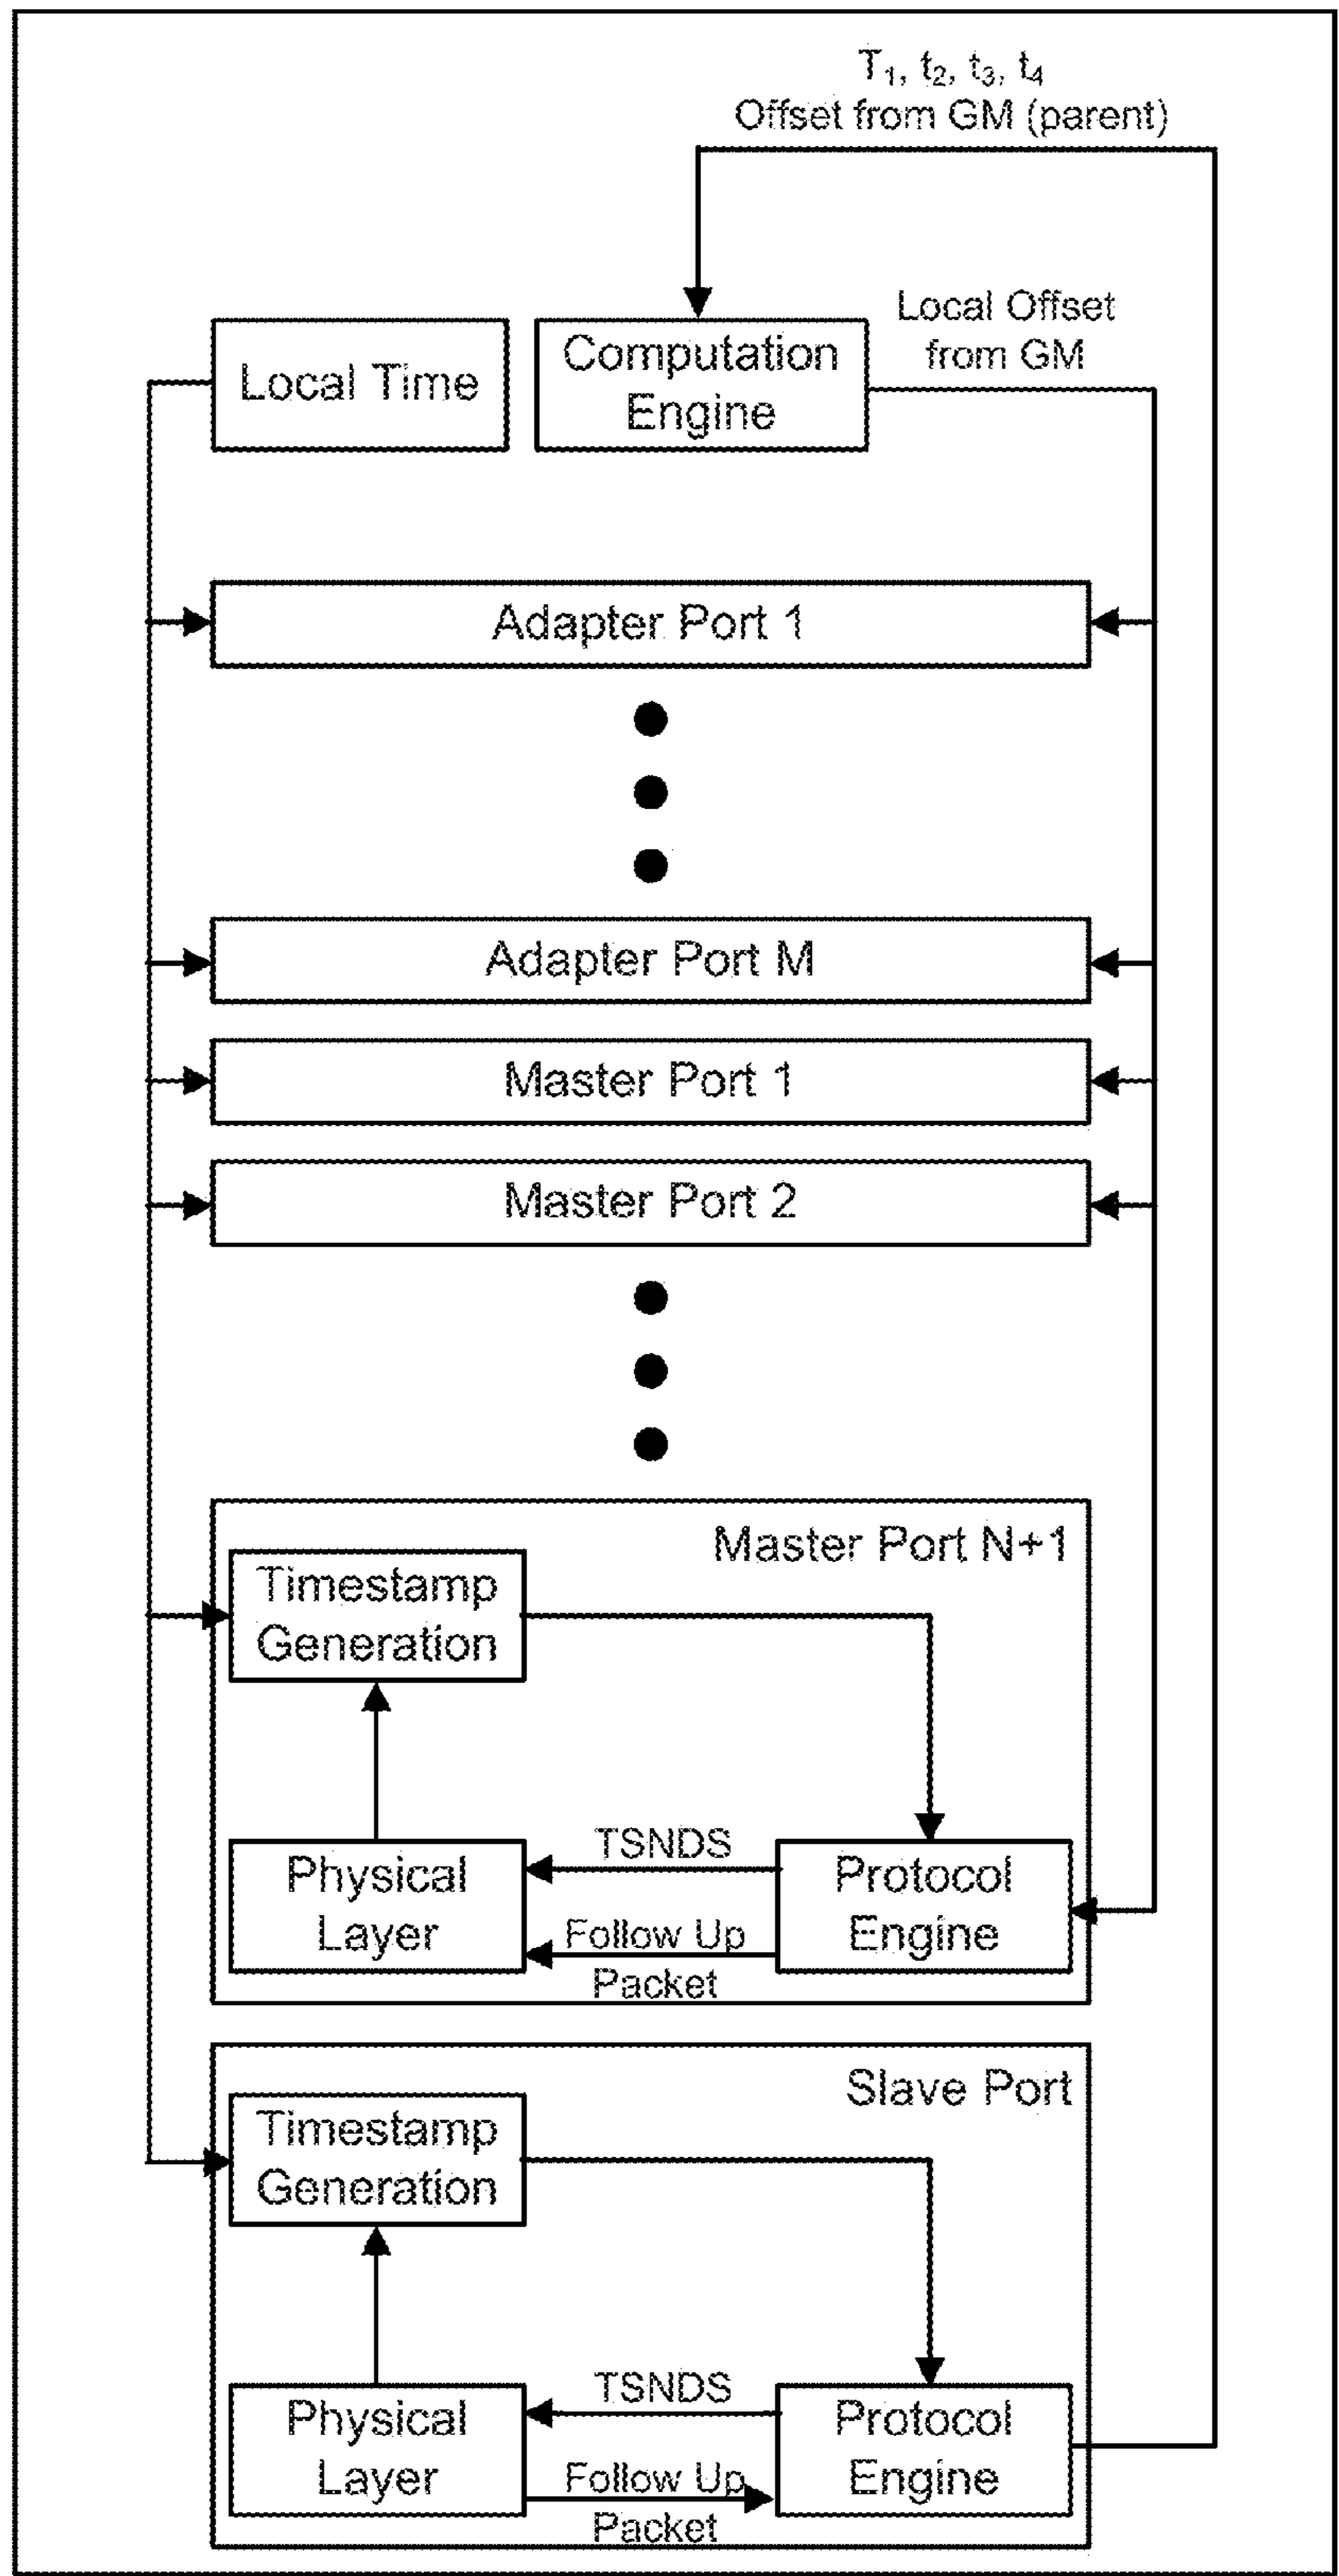 T₁, t₂, t₃, t₄
Offset from GM (parent)
Local Time
Computation
Engine
Local Offset
from GM
Adapter Port 1
Adapter Port M
Master Port 1
Master Port 2
Master Port N+1
Timestamp
Generation
Physical
Layer
TSNDS
Follow Up
Packet
Protocol
Engine
Slave Port
Timestamp
Generation
Physical
Layer
TSNDS
Follow Up
Packet
Protocol
Engine